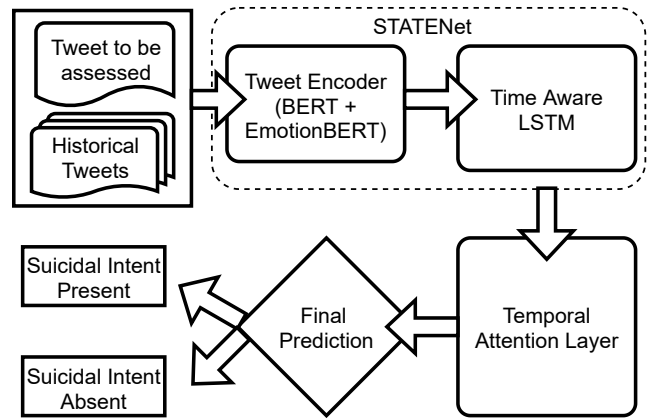 STATENet
Tweet to be
assessed
Historical
Tweets
Tweet Encoder
(BERT +
EmotionBERT)
Time Aware
LSTM
Temporal
Attention Layer
Final
Prediction
Suicidal Intent
Present
Suicidal Intent
Absent